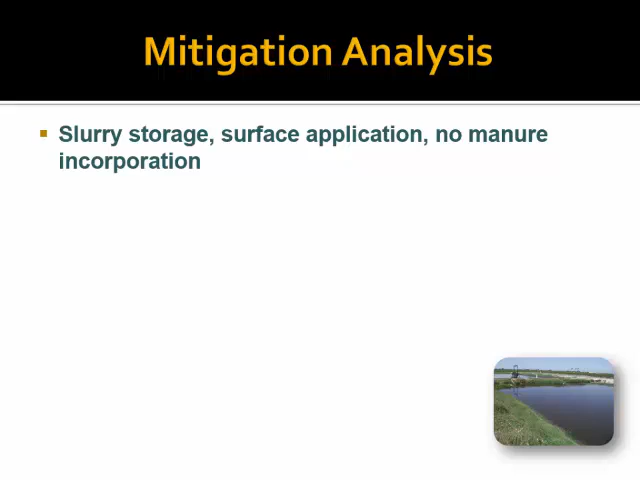 Mitigation Analysis
Slurry storage, surface application, no manure
incorporation